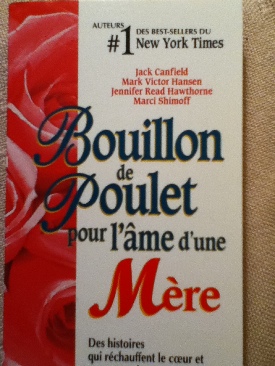 AUTEURS
#1 DES BEST-SELLERS DU
New York Times
Jack Canfield
Mark Victor Hansen
Jennifer Read Hawthorne
Marci Shimoff
Bouillon
de
Poulet
pour l'âme d'une
Mère
Des histoires
qui réchauffent le cœur et